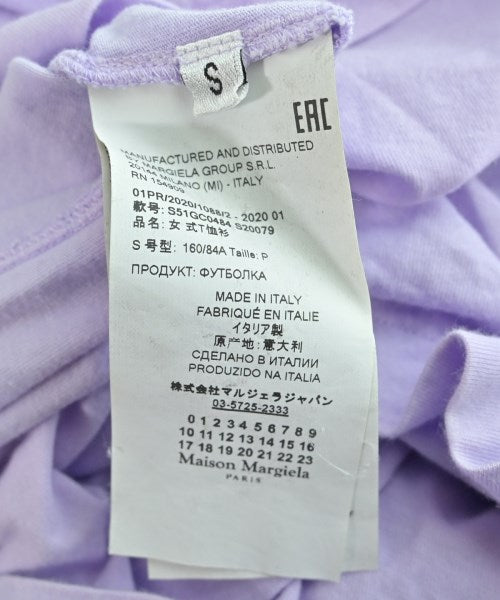 S
EAC
MANUFACTURED AND DISTRIBUTED
BY MARGIELA GROUP S.R.L.
20144 MILANO (MI) - ITALY
RN 154909
01PR/2020/1088/2 - 2020 01
款号: S51GC0484 S20079
品名: 女 式T恤衫
S 号型: 160/84A Taille: P
ПРОДУКТ: ФУТБОЛКА
MADE IN ITALY
FABRIQUÉ EN ITALIE
イタリア製
原产地: 意大利
СДЕЛАНО В ИТАЛИИ
PRODUZIDO NA ITALIA
株式会社マルジェラジャパン
03-5725-2333
0 1 2 3 4 5 6 7 8 9
10 11 12 13 14 15 16
17 18 19 20 21 22 23
Maison Margiela
PARIS